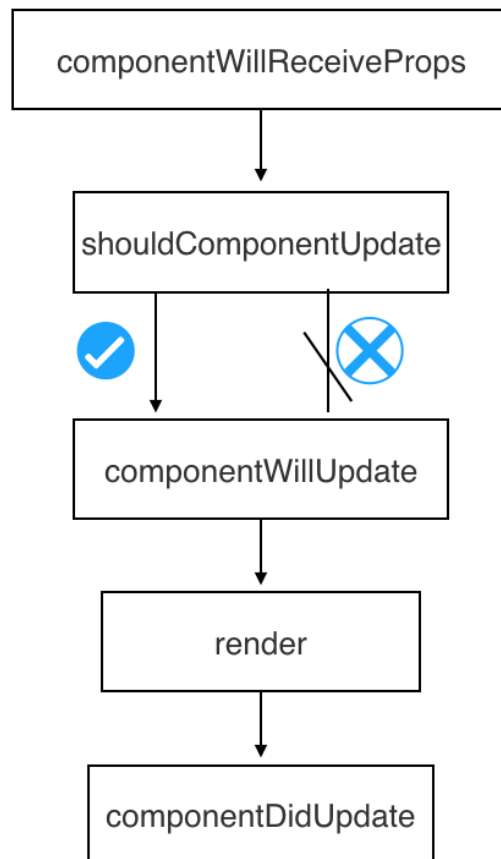 componentWillReceiveProps
shouldComponentUpdate
componentWillUpdate
render
componentDidUpdate